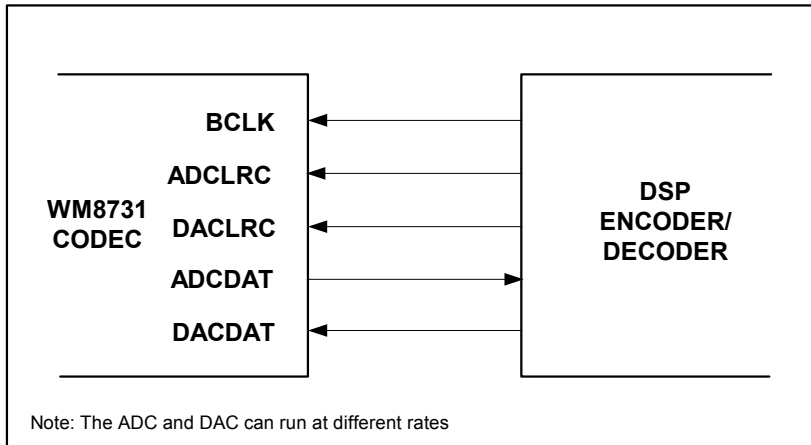 BCLK
ADCLRC
WM8731
CODEC
DACLRC
ADCDAT
DACDAT
DSP
ENCODER/
DECODER
Note: The ADC and DAC can run at different rates